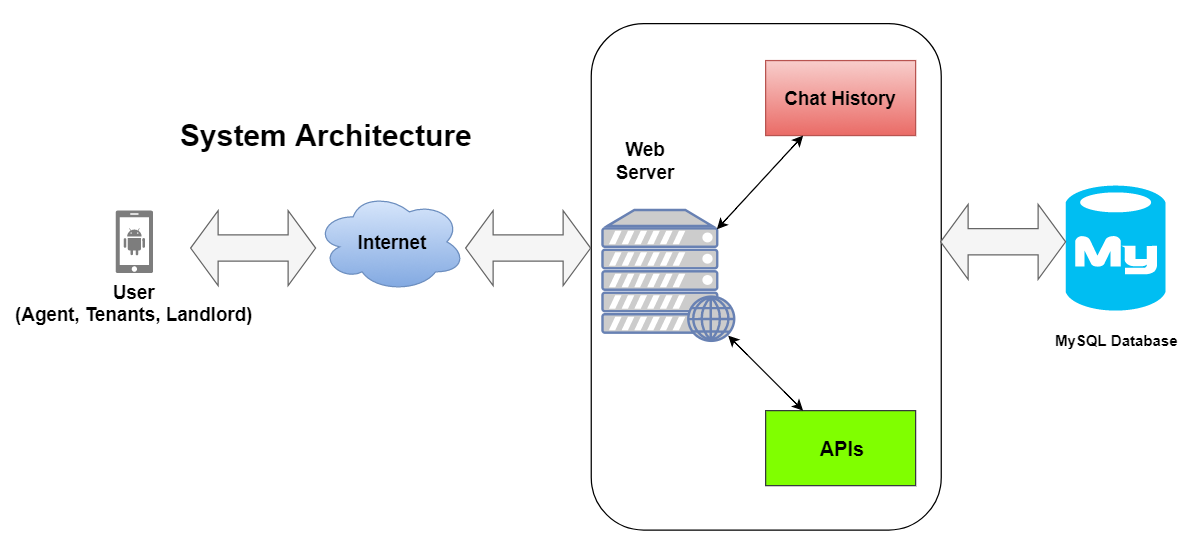 System Architecture
User
(Agent, Tenants, Landlord)
Internet
Web
Server
Chat History
APIs
My
MySQL Database